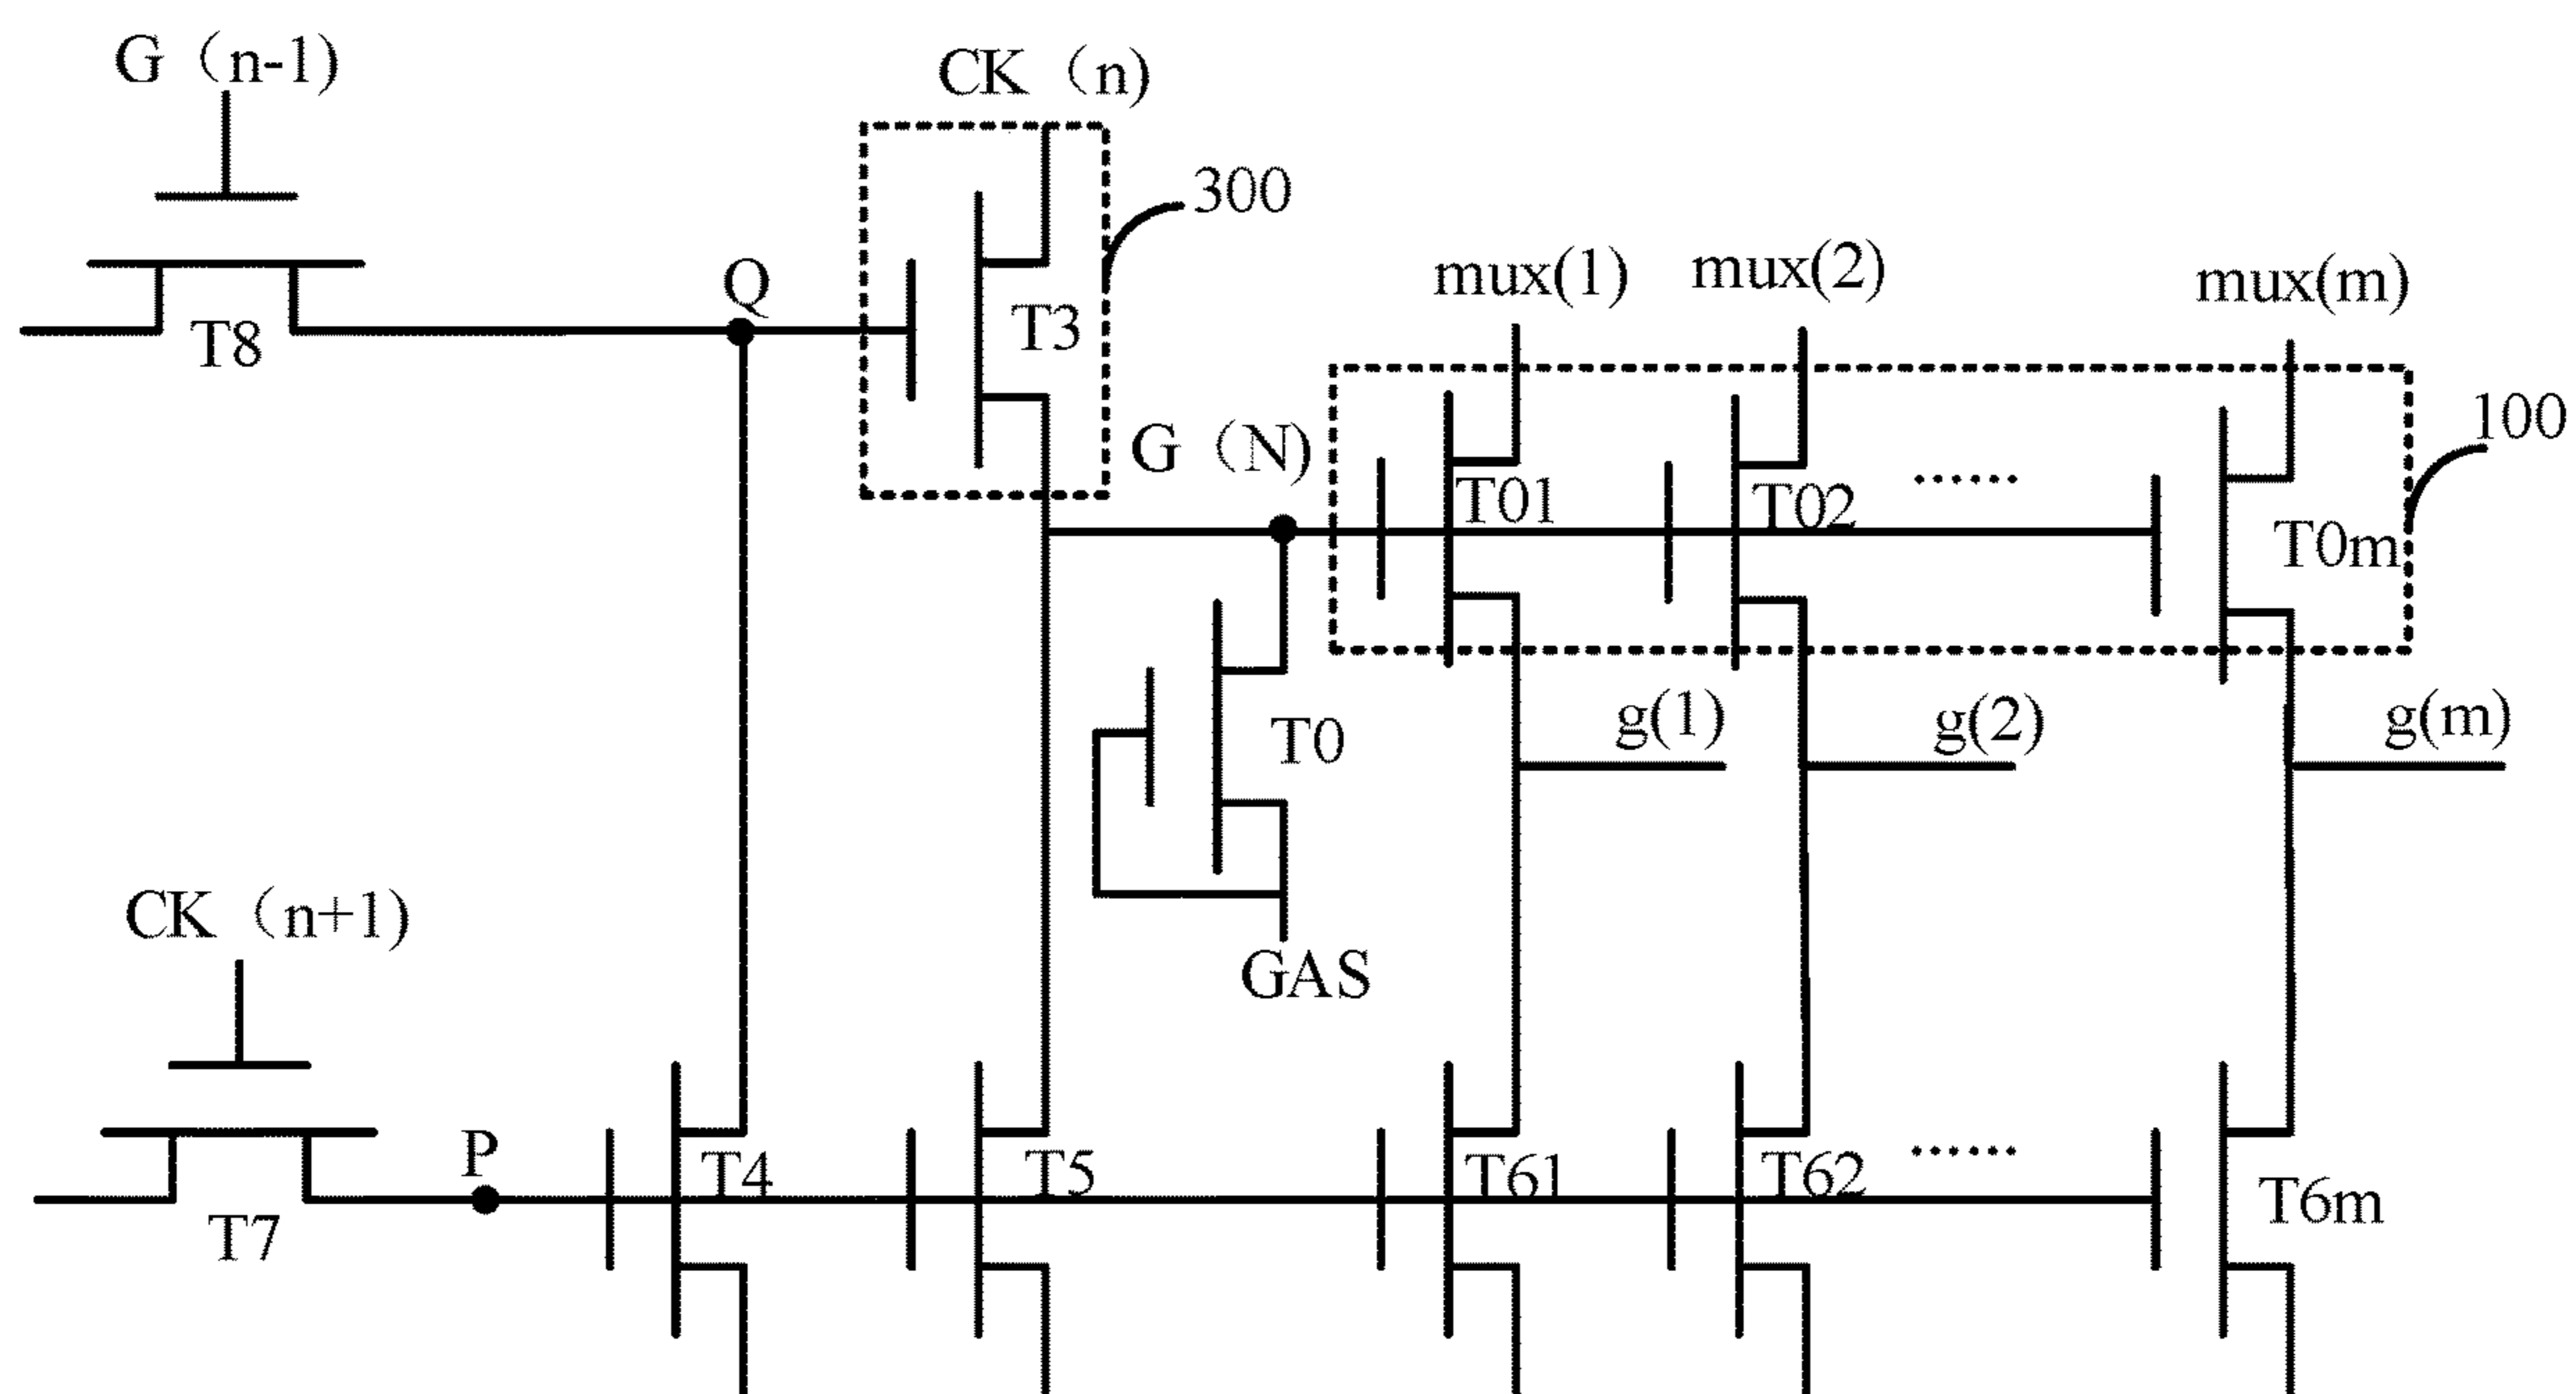 G（n-1)
CK（n)
300
Q
T3
T8
mux(1)
mux(2)
mux(m)
100
G（N)
T01
T02
......
T0m
T0
g(1)
g(2)
g(m)
GAS
CK（n+1)
P
T7
T4
T5
T61
T62
......
T6m